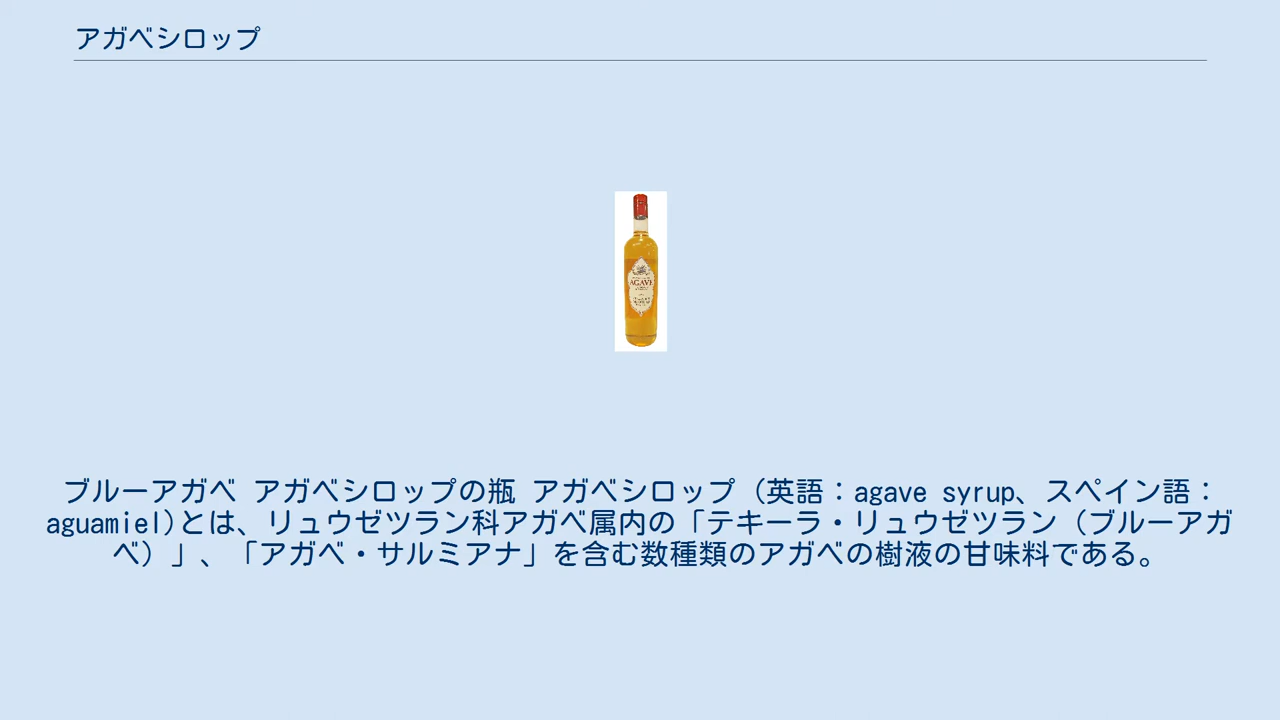 アガベシロップ
AGAVE
ブルーアガベ アガベシロップの瓶 アガベシロップ (英語：agave syrup、スペイン語：
aguamiel)とは、リュウゼツラン科アガベ属内の「テキーラ・リュウゼツラン（ブルーアガ
ベ）」、「アガベ・サルミアナ」を含む数種類のアガベの樹液の甘味料である。